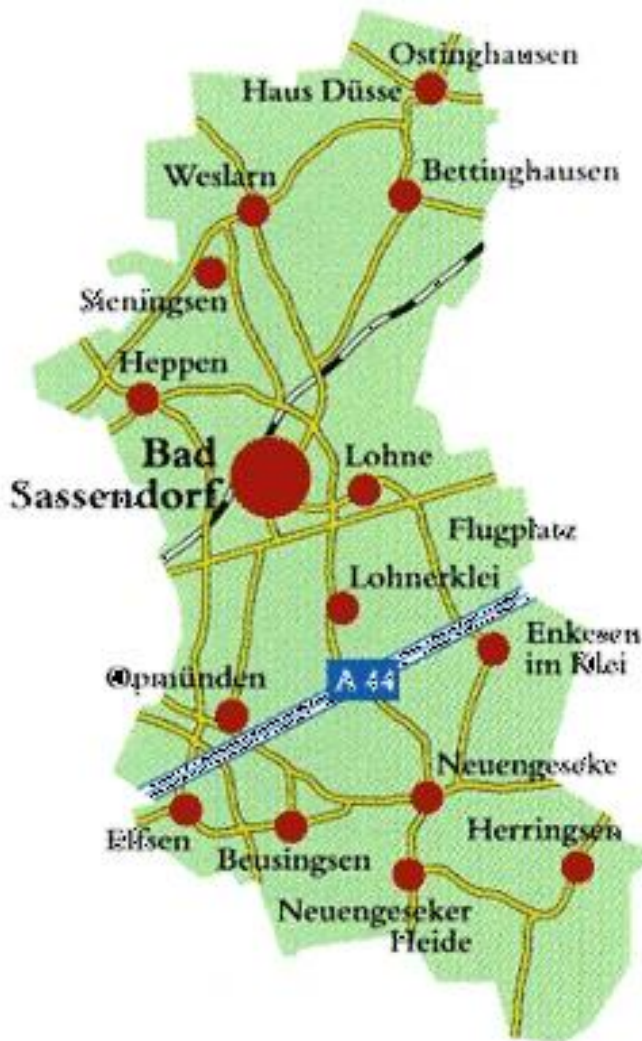 Ostinghausen
Haus Düsse
Bettinghausen
Weslarn
Heppen
Bad
Sassendorf
Lohne
Flugplatz
Lohnerklei
Enkesen
im Klei
A 44
Opmünden
Neuengeseke
Elfsen
Beusingsen
Herringsen
Neuengeseker
Heide